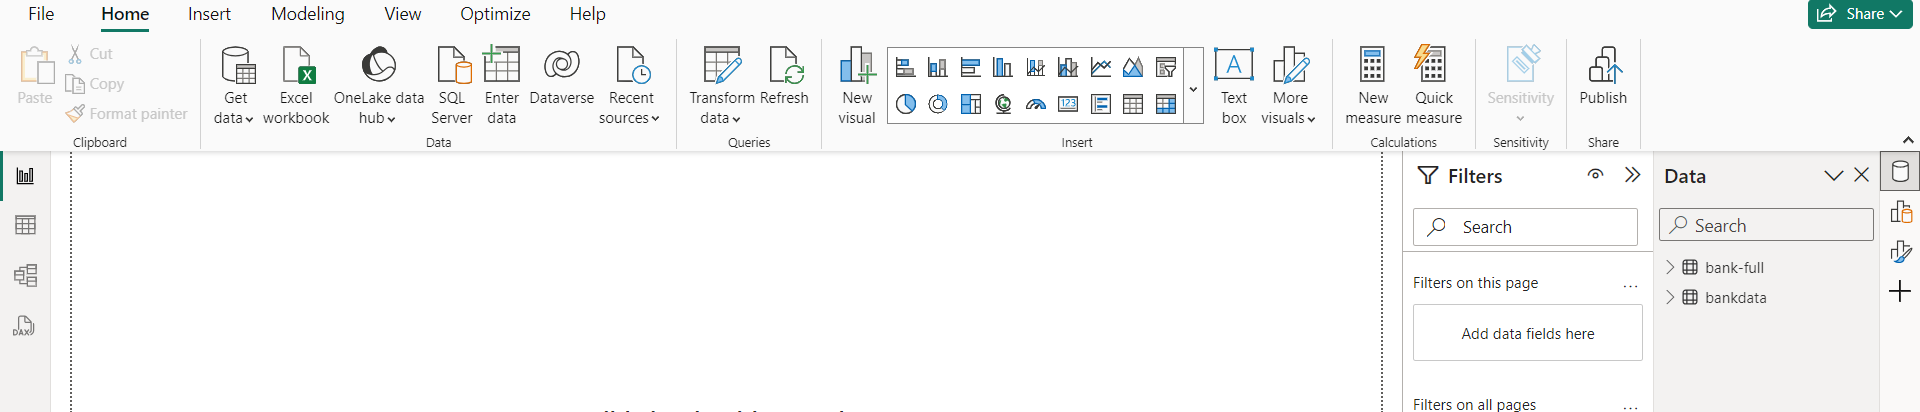 File Home Insert Modeling View Optimize Help
Share
Paste
Cut
Copy
Format painter
Clipboard
Get data
Excel workbook
OneLake data hub
SQL Server
Enter data
Dataverse
Recent sources
Data
Transform data
Refresh
Queries
New visual
123
A
Text box
More visuals
Insert
New measure
Quick measure
Calculations
Sensitivity
Sensitivity
Publish
Share
DAX
Filters
Search
Filters on this page
...
Add data fields here
Filters on all pages
...
Data
Search
bank-full
bankdata